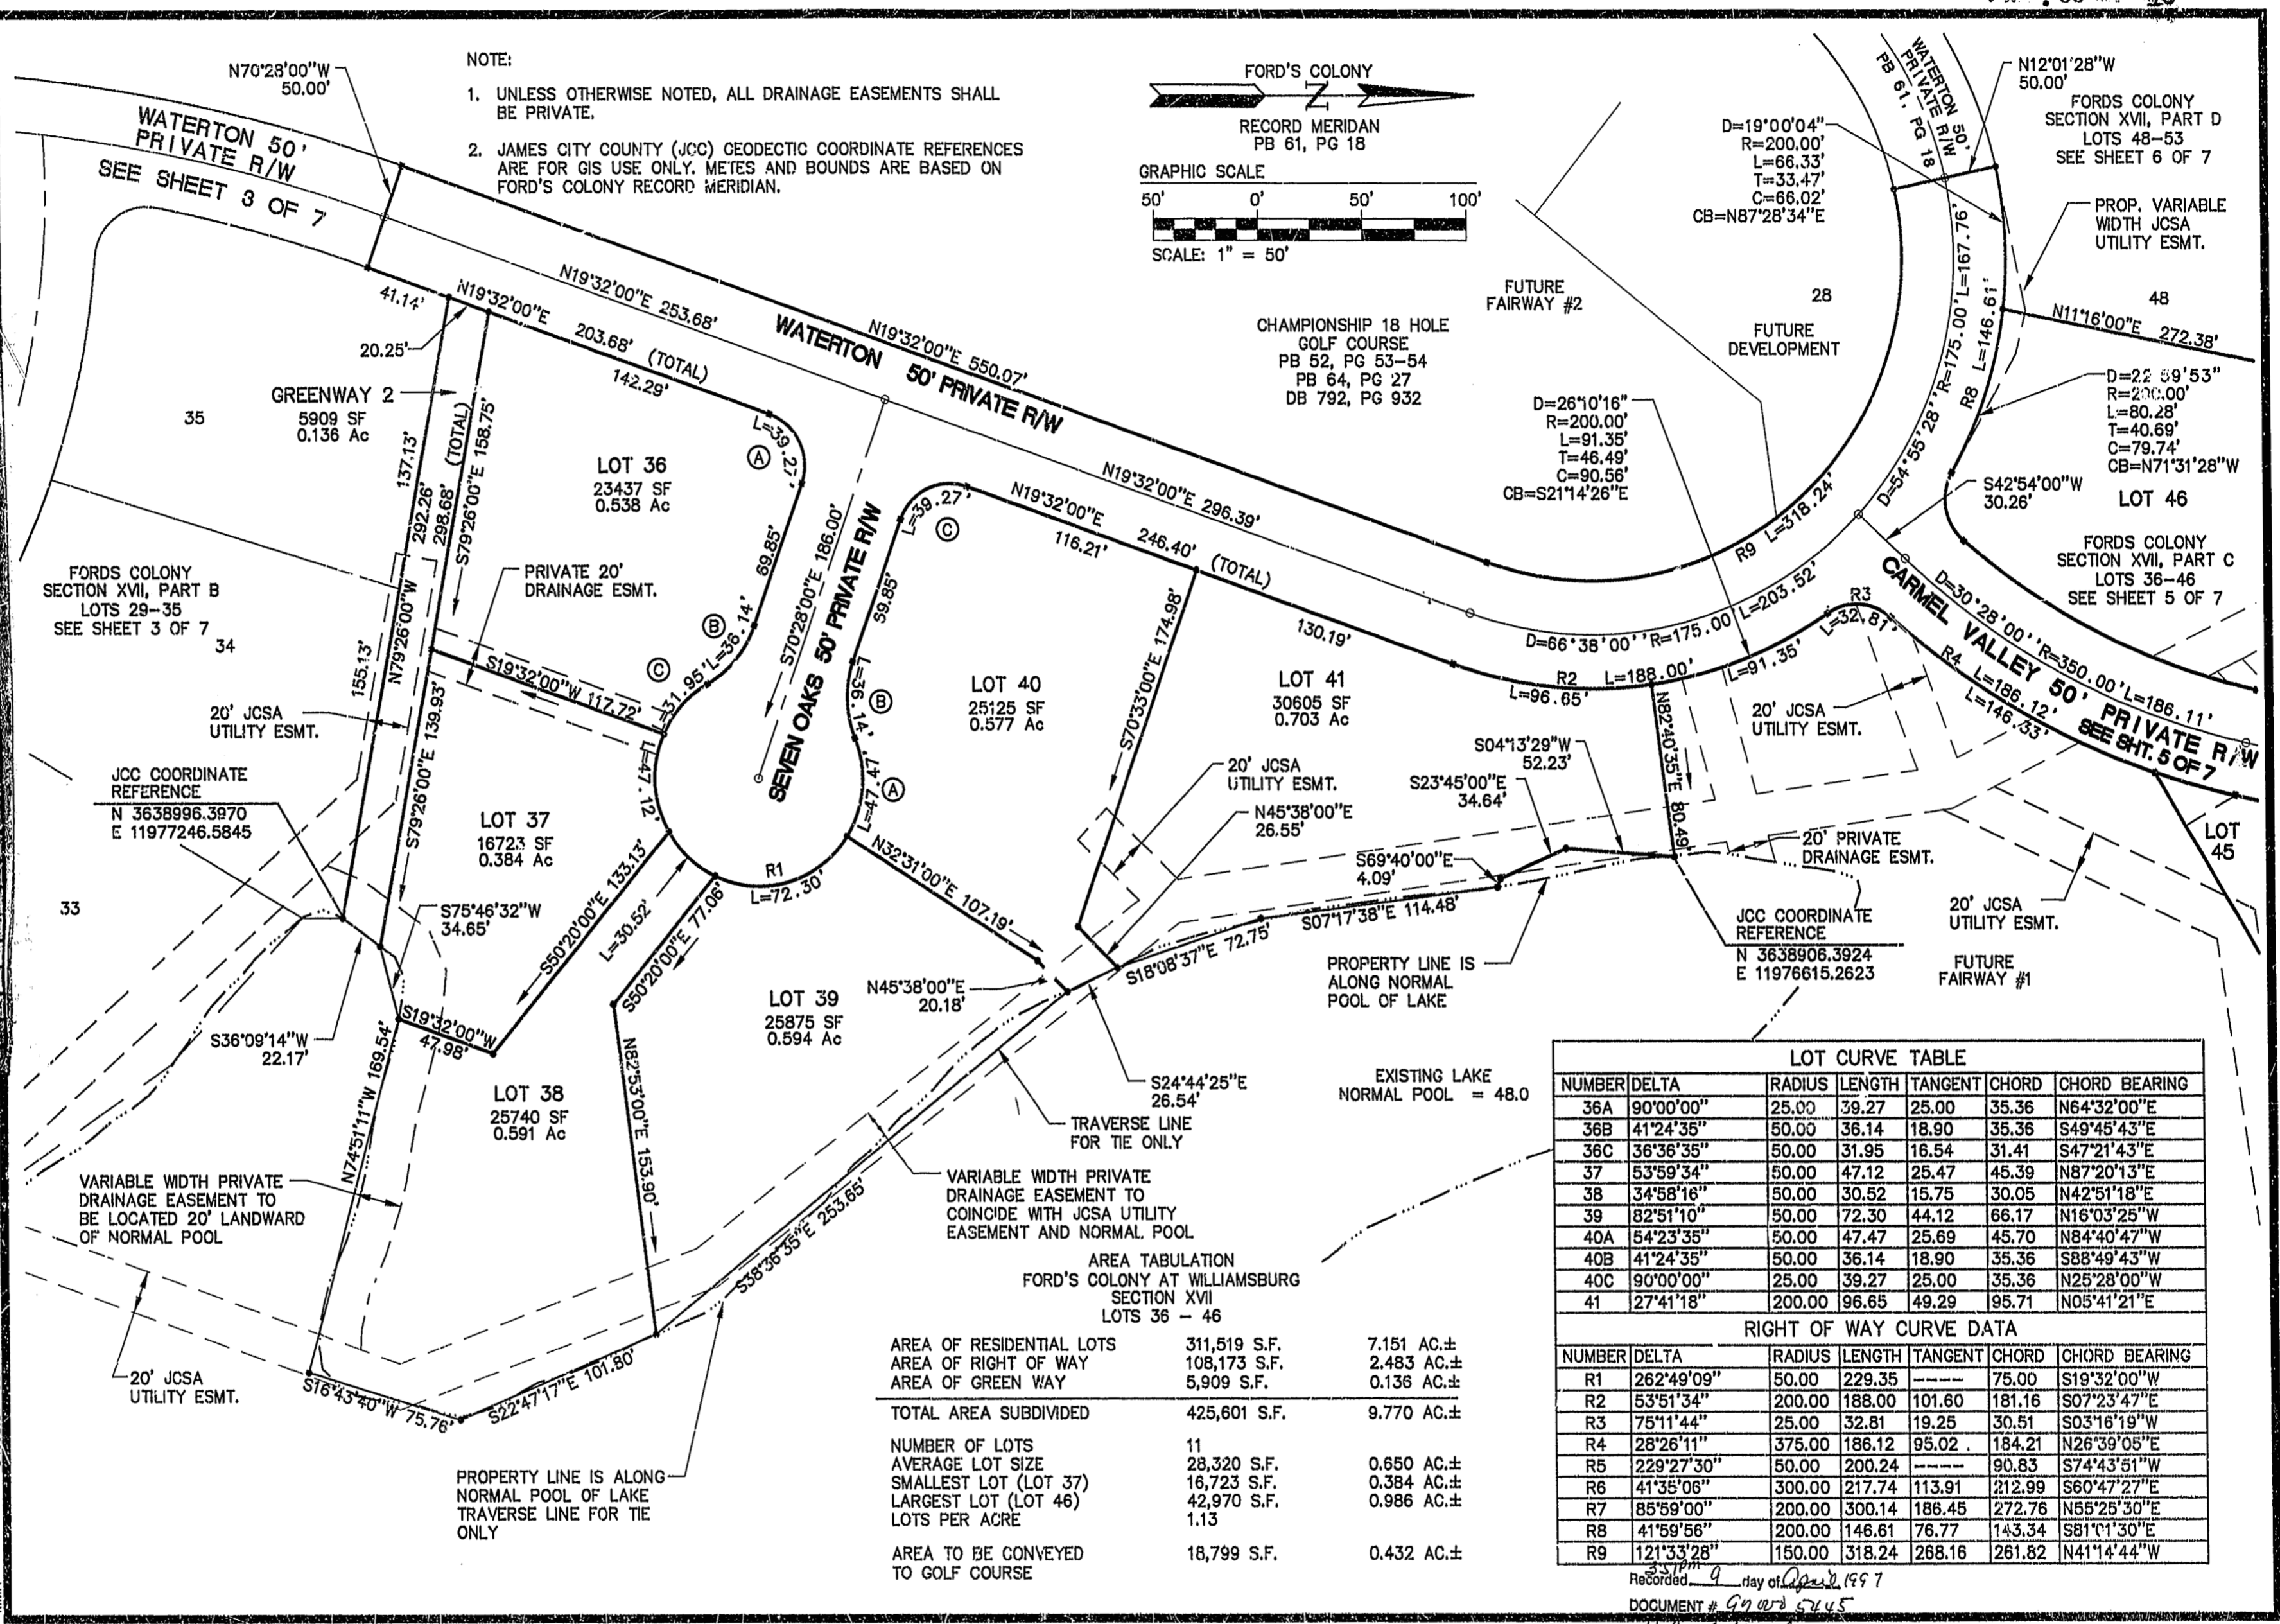 NOTE:
1. UNLESS OTHERWISE NOTED, ALL DRAINAGE EASEMENTS SHALL
BE PRIVATE.
2. JAMES CITY COUNTY (JCC) GEODECTIC COORDINATE REFERENCES
ARE FOR GIS USE ONLY. METES AND BOUNDS ARE BASED ON
FORD'S COLONY RECORD MERIDIAN.
N70°28'00"W
50.00'
WATERTON 50'
PRIVATE R/W
SEE SHEET 3 OF 7
FORD'S COLONY
N
RECORD MERIDAN
PB 61, PG 18
GRAPHIC SCALE
50' 0' 50' 100'
SCALE: 1" = 50'
WATERTON 50'
PRIVATE R/W
PB 61, PG 18
N12°01'28"W
50.00'
FORDS COLONY
SECTION XVII, PART D
LOTS 48-53
SEE SHEET 6 OF 7
D=19°00'04"
R=200.00'
L=66.33'
T=33.47'
C=66.02'
CB=N87°28'34"E
PROP. VARIABLE
WIDTH JCSA
UTILITY ESMT.
48
N11°16'00"E 272.38'
FUTURE
FAIRWAY #2
28
FUTURE
DEVELOPMENT
CHAMPIONSHIP 18 HOLE
GOLF COURSE
PB 52, PG 53-54
PB 64, PG 27
DB 792, PG 932
D=54°55'28" R=175.00' L=167.76'
R8 L=146.61'
D=22°59'53"
R=200.00'
L=80.28'
T=40.69'
C=79.74'
CB=N71°31'28"W
D=26°10'16"
R=200.00'
L=91.35'
T=46.49'
C=90.56'
CB=S21°14'26"E
S42°54'00"W
30.26'
LOT 46
FORDS COLONY
SECTION XVII, PART C
LOTS 36-46
SEE SHEET 5 OF 7
41.14'
N19°32'00"E
203.68' (TOTAL)
20.25'
142.29'
N19°32'00"E 253.68'
WATERTON 50' PRIVATE R/W
N19°32'00"E 550.07'
N19°32'00"E 296.39'
R9 L=318.24'
GREENWAY 2
5909 SF
0.136 Ac
35
137.13'
292.26'
298.68' (TOTAL)
S79°26'00"E 158.75'
LOT 36
23437 SF
0.538 Ac
L=39.27'
A
69.85'
B
L=36.14'
C
L=31.95'
S70°28'00"E 186.00'
SEVEN OAKS 50' PRIVATE R/W
L=39.27'
C
N19°32'00"E
246.40' (TOTAL)
116.21'
130.19'
S9.85'
L=36.14'
B
L=47.47'
A
D=66°38'00" R=175.00 L=203.52'
R2 L=188.00'
L=96.65'
L=91.35'
R3
L=32.81'
CARMEL VALLEY 50' PRIVATE R/W
SEE SHT. 5 OF 7
D=30°28'00" R=350.00' L=186.11'
R4 L=186.12'
L=146.33'
FORDS COLONY
SECTION XVII, PART B
LOTS 29-35
SEE SHEET 3 OF 7
34
PRIVATE 20'
DRAINAGE ESMT.
S19°32'00"W 117.72'
155.13'
N79°26'00"W
S79°26'00"E 139.93'
20' JCSA
UTILITY ESMT.
LOT 40
25125 SF
0.577 Ac
S70°33'00"E 174.98'
LOT 41
30605 SF
0.703 Ac
N82°40'35"E 80.49'
20' JCSA
UTILITY ESMT.
S04°13'29"W
52.23'
S23°45'00"E
34.64'
S69°40'00"E
4.09'
20' JCSA
UTILITY ESMT.
N45°38'00"E
26.55'
20' PRIVATE
DRAINAGE ESMT.
LOT
45
JCC COORDINATE
REFERENCE
N 3638996.3970
E 11977246.5845
LOT 37
16723 SF
0.384 Ac
L=47.12'
R1
L=72.30'
S50°20'00"E 133.13'
L=30.52'
S50°20'00"E 77.06'
N32°31'00"E 107.19'
33
S75°46'32"W
34.65'
S36°09'14"W
22.17'
S19°32'00"W
47.98'
LOT 39
25875 SF
0.594 Ac
N45°38'00"E
20.18'
S18°08'37"E 72.75'
S07°17'38"E 114.48'
PROPERTY LINE IS
ALONG NORMAL
POOL OF LAKE
JCC COORDINATE
REFERENCE
N 3638906.3924
E 11976615.2623
20' JCSA
UTILITY ESMT.
FUTURE
FAIRWAY #1
LOT 38
25740 SF
0.591 Ac
N74°51'11"W 169.54'
N82°53'00"E 153.90'
S24°44'25"E
26.54'
TRAVERSE LINE
FOR TIE ONLY
EXISTING LAKE
NORMAL POOL = 48.0
VARIABLE WIDTH PRIVATE
DRAINAGE EASEMENT TO
BE LOCATED 20' LANDWARD
OF NORMAL POOL
VARIABLE WIDTH PRIVATE
DRAINAGE EASEMENT TO
COINCIDE WITH JCSA UTILITY
EASEMENT AND NORMAL POOL
S38°36'35"E 253.65'
20' JCSA
UTILITY ESMT.
S16°43'40"W 75.76'
S22°47'17"E 101.80'
PROPERTY LINE IS ALONG
NORMAL POOL OF LAKE
TRAVERSE LINE FOR TIE
ONLY
AREA TABULATION
FORD'S COLONY AT WILLIAMSBURG
SECTION XVII
LOTS 36 - 46
AREA OF RESIDENTIAL LOTS 311,519 S.F. 7.151 AC.±
AREA OF RIGHT OF WAY 108,173 S.F. 2.483 AC.±
AREA OF GREEN WAY 5,909 S.F. 0.136 AC.±
TOTAL AREA SUBDIVIDED 425,601 S.F. 9.770 AC.±
NUMBER OF LOTS 11
AVERAGE LOT SIZE 28,320 S.F. 0.650 AC.±
SMALLEST LOT (LOT 37) 16,723 S.F. 0.384 AC.±
LARGEST LOT (LOT 46) 42,970 S.F. 0.986 AC.±
LOTS PER ACRE 1.13
AREA TO BE CONVEYED 18,799 S.F. 0.432 AC.±
TO GOLF COURSE
LOT CURVE TABLE
NUMBER DELTA RADIUS LENGTH TANGENT CHORD CHORD BEARING
36A 90°00'00" 25.00 39.27 25.00 35.36 N64°32'00"E
36B 41°24'35" 50.00 36.14 18.90 35.36 S49°45'43"E
36C 36°36'35" 50.00 31.95 16.54 31.41 S47°21'43"E
37 53°59'34" 50.00 47.12 25.47 45.39 N87°20'13"E
38 34°58'16" 50.00 30.52 15.75 30.05 N42°51'18"E
39 82°51'10" 50.00 72.30 44.12 66.17 N16°03'25"W
40A 54°23'35" 50.00 47.47 25.69 45.70 N84°40'47"W
40B 41°24'35" 50.00 36.14 18.90 35.36 S88°49'43"W
40C 90°00'00" 25.00 39.27 25.00 35.36 N25°28'00"W
41 27°41'18" 200.00 96.65 49.29 95.71 N05°41'21"E
RIGHT OF WAY CURVE DATA
NUMBER DELTA RADIUS LENGTH TANGENT CHORD CHORD BEARING
R1 262°49'09" 50.00 229.35 ---- 75.00 S19°32'00"W
R2 53°51'34" 200.00 188.00 101.60 181.16 S07°23'47"E
R3 75°11'44" 25.00 32.81 19.25 30.51 S03°16'19"W
R4 28°26'11" 375.00 186.12 95.02 184.21 N26°39'05"E
R5 229°27'30" 50.00 200.24 ---- 90.83 S74°43'51"W
R6 41°35'06" 300.00 217.74 113.91 212.99 S60°47'27"E
R7 85°59'00" 200.00 300.14 186.45 272.76 N55°25'30"E
R8 41°59'56" 200.00 146.61 76.77 143.34 S81°01'30"E
R9 121°33'28" 150.00 318.24 268.16 261.82 N41°14'44"W
Recorded 9 day of April 1997
DOCUMENT #